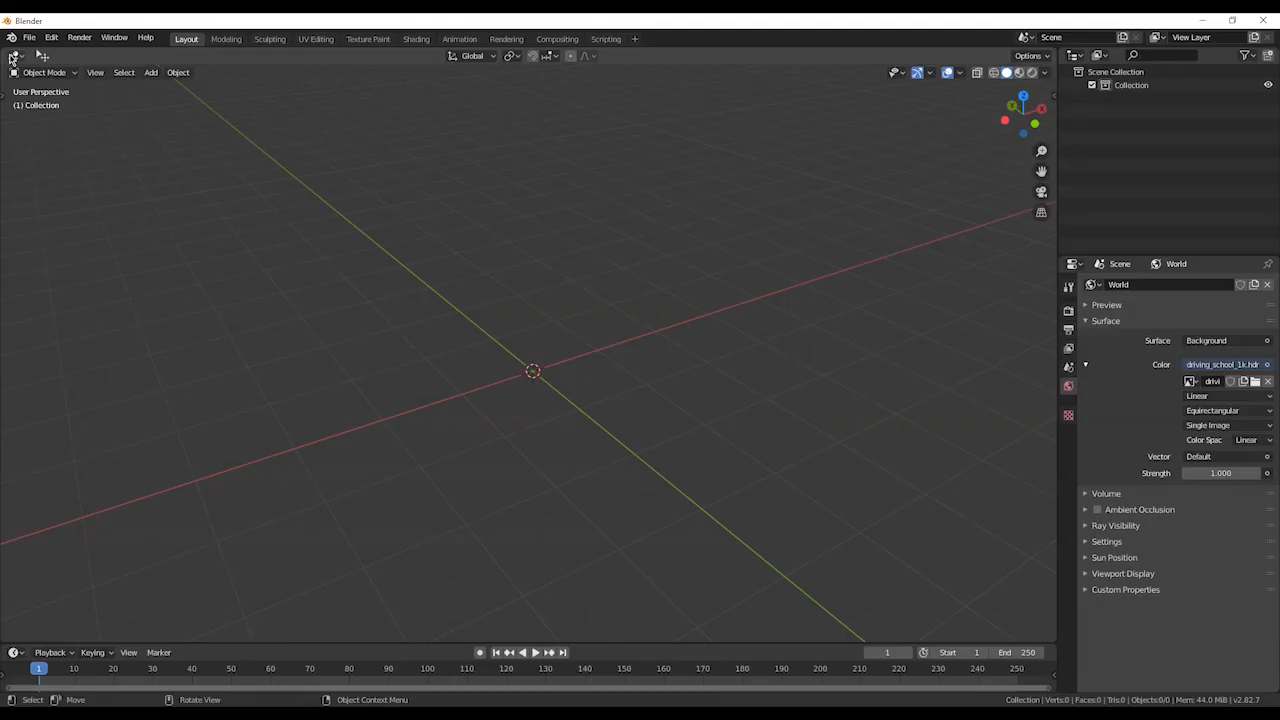 Blender
File Edit Render Window Help Layout Modeling Sculpting UV Editing Texture Paint Shading Animation Rendering Compositing Scripting + Scene View Layer
Global Options
Object Mode View Select Add Object
User Perspective
(1) Collection
Z
Y X
Scene Collection
Collection
Scene World
World
Preview
Surface
Surface Background
Color driving_school_1k.hdr
drivi
Linear
Equirectangular
Single Image
Color Spac Linear
Vector Default
Strength 1.000
Volume
Ambient Occlusion
Ray Visibility
Settings
Sun Position
Viewport Display
Custom Properties
Playback Keying View Marker 1 Start 1 End 250
1 10 20 30 40 50 60 70 80 90 100 110 120 130 140 150 160 170 180 190 200 210 220 230 240 250
Select Move Rotate View Object Context Menu Collection | Verts:0 | Faces:0 | Tris:0 | Objects:0/0 | Mem: 44.0 MiB | v2.82.7